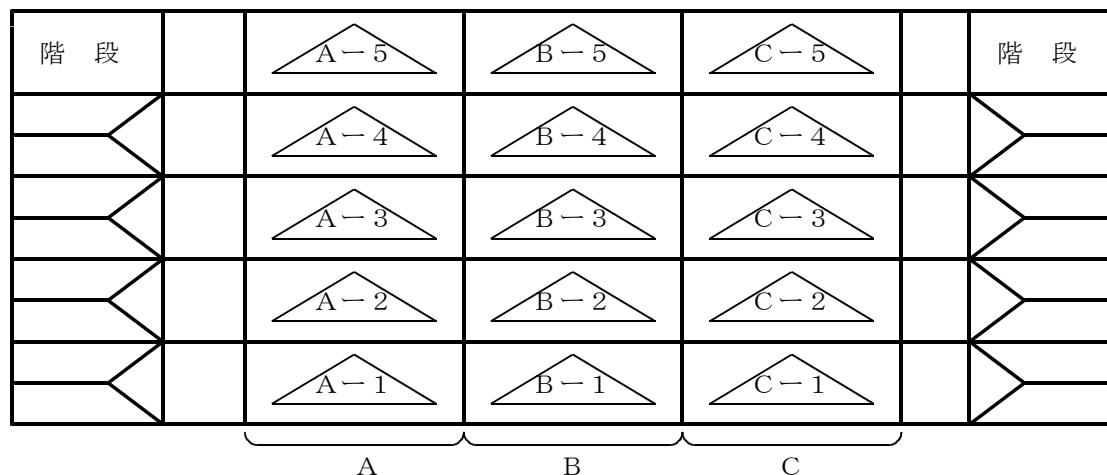 階 段 A－5 B－5 C－5 階 段
A－4 B－4 C－4
A－3 B－3 C－3
A－2 B－2 C－2
A－1 B－1 C－1
A B C